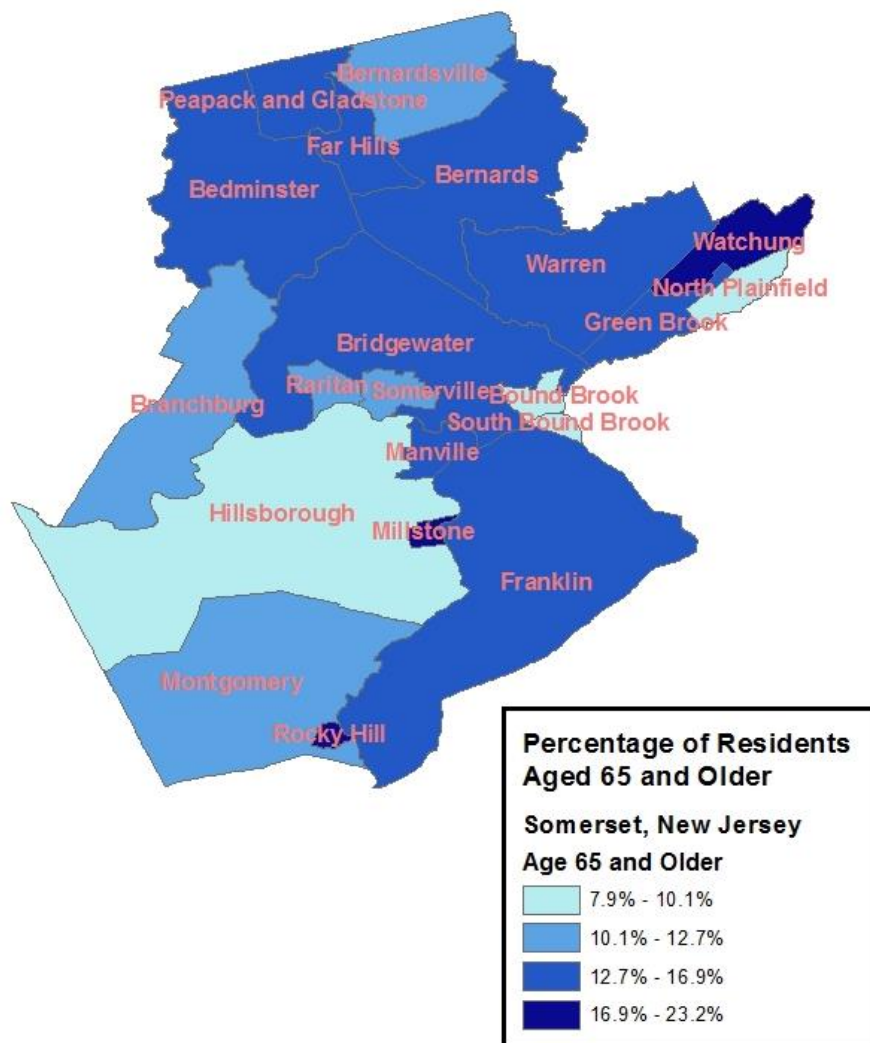 Bernardsville
Peapack and Gladstone
Far Hills
Bedminster
Bernards
Watchung
Warren
North Plainfield
Green Brook
Bridgewater
Raritan
Somerville
Bound Brook
Branchburg
South Bound Brook
Manville
Hillsborough
Millstone
Franklin
Montgomery
Rocky Hill
Percentage of Residents
Aged 65 and Older
Somerset, New Jersey
Age 65 and Older
7.9% - 10.1%
10.1% - 12.7%
12.7% - 16.9%
16.9% - 23.2%